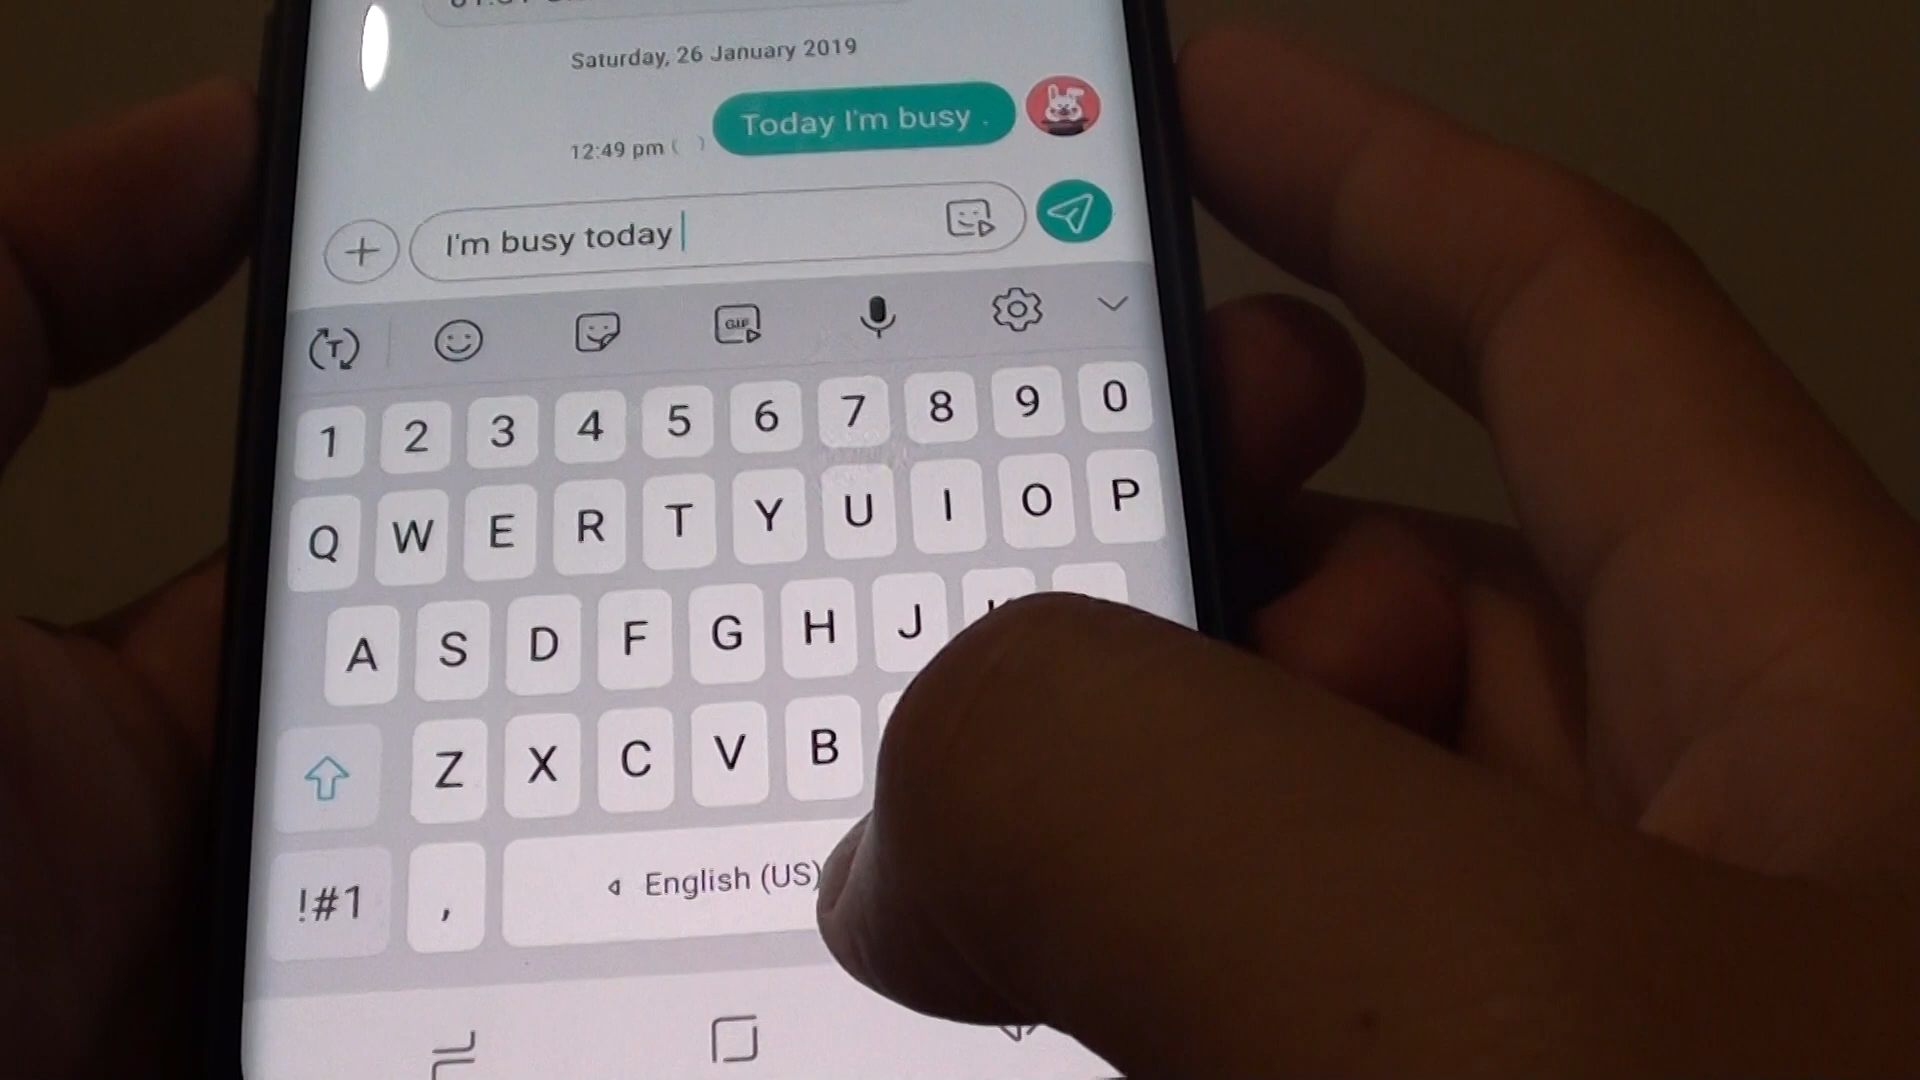 Saturday, 26 January 2019
Today I'm busy .
12:49 pm ( )
I'm busy today
T
GIF
1 2 3 4 5 6 7 8 9 0
Q W E R T Y U I O P
A S D F G H J
Z X C V B
!#1 , English (US)